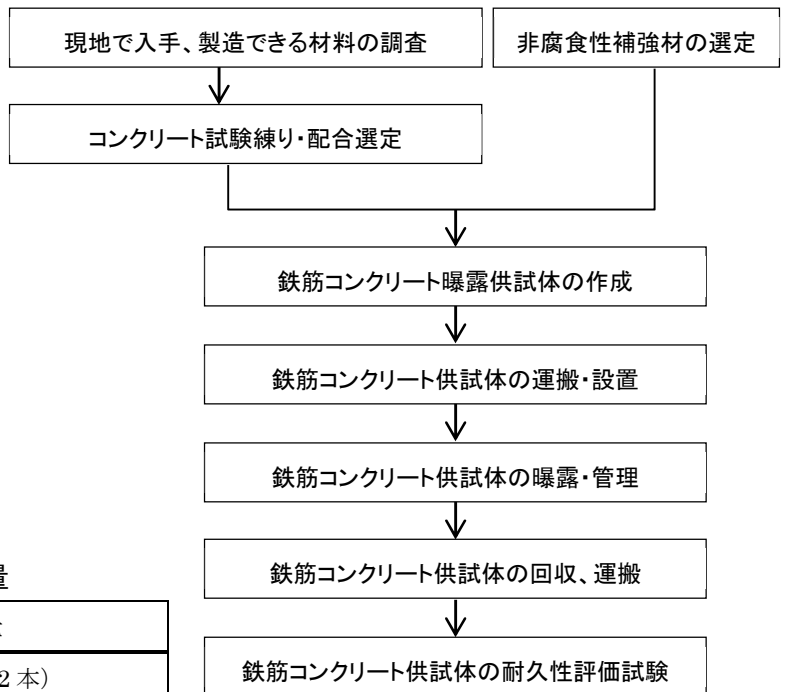 現地で入手、製造できる材料の調査
非腐食性補強材の選定
コンクリート試験練り・配合選定
鉄筋コンクリート曝露供試体の作成
鉄筋コンクリート供試体の運搬・設置
鉄筋コンクリート供試体の曝露・管理
鉄筋コンクリート供試体の回収、運搬
量
鉄筋コンクリート供試体の耐久性評価試験
2 本)